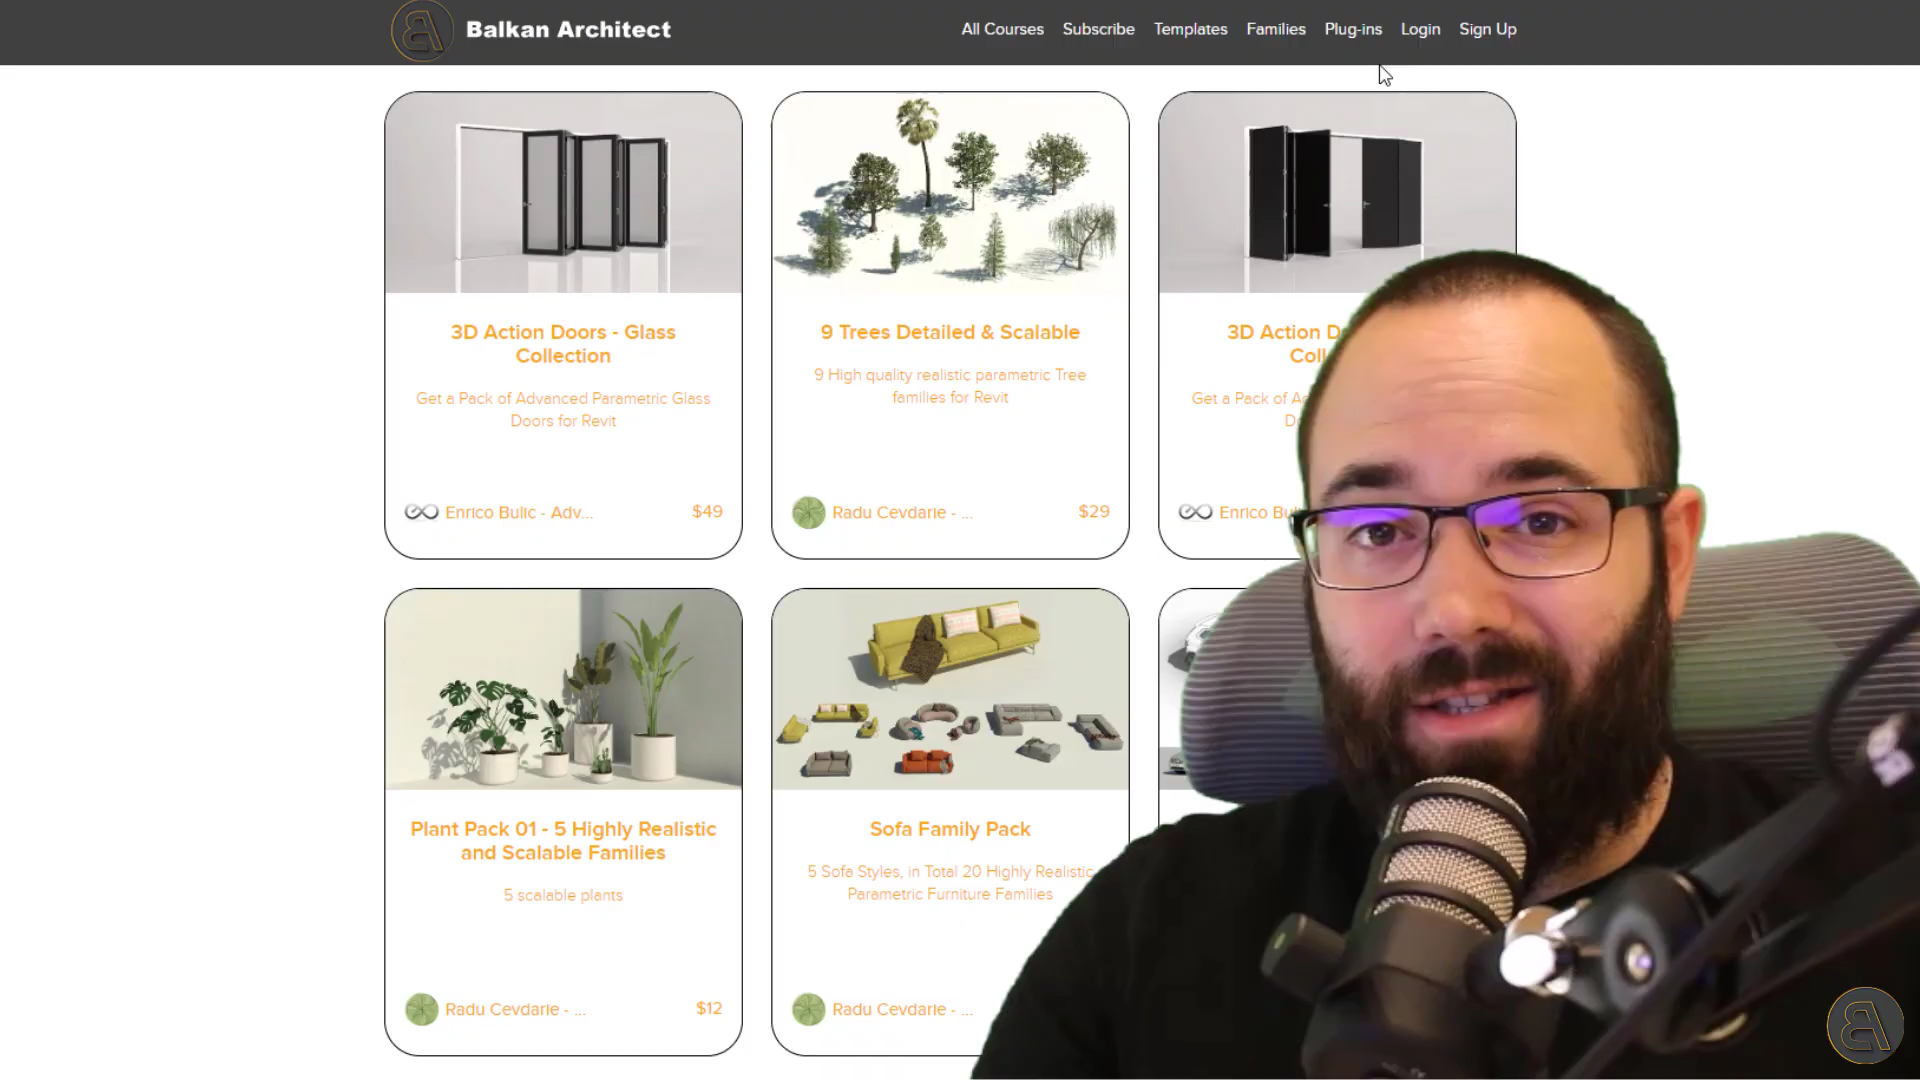 Balkan Architect
All Courses Subscribe Templates Families Plug-ins Login Sign Up
3D Action Doors - Glass
Collection
Get a Pack of Advanced Parametric Glass
Doors for Revit
Enrico Bulic - Adv...
$49
9 Trees Detailed & Scalable
9 High quality realistic parametric Tree
families for Revit
Radu Cevdarie - ...
$29
3D Action
Get a Pack of
Enrico
Plant Pack 01 - 5 Highly Realistic
and Scalable Families
5 scalable plants
Radu Cevdarie - ...
$12
Sofa Family Pack
5 Sofa Styles, in Total 20 Highly Realistic
Parametric Furniture Families
Radu Cevdarie - ...